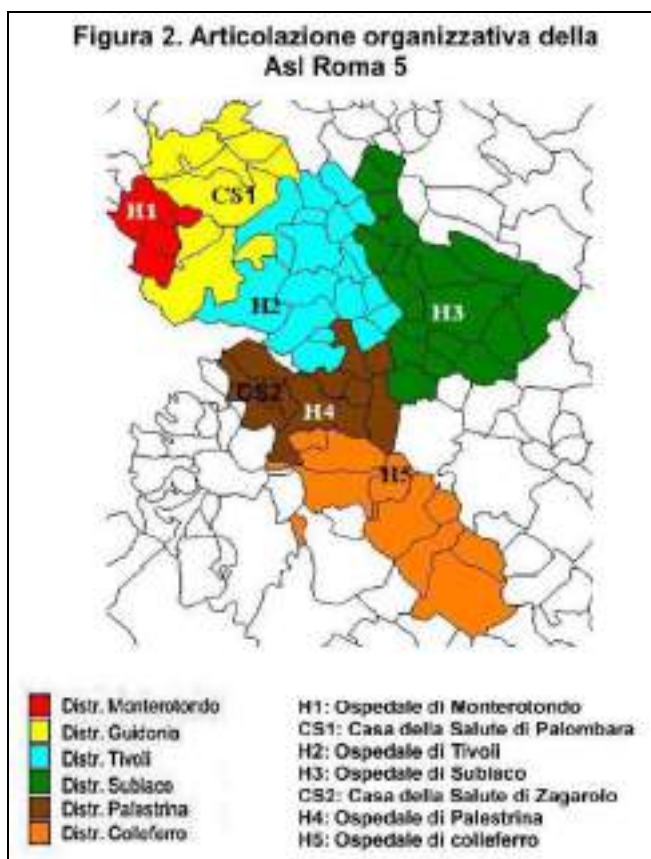 Figura 2. Articolazione organizzativa della
Asl Roma 5
CS1
H1
H2
H3
CS2
H4
H5
Distr. Monterotondo
Distr. Guidonia
Distr. Tivoli
Distr. Subiaco
Distr. Palestrina
Distr. Colleferro
H1: Ospedale di Monterotondo
CS1: Casa della Salute di Palombara
H2: Ospedale di Tivoli
H3: Ospedale di Subiaco
CS2: Casa della Salute di Zagarolo
H4: Ospedale di Palestrina
H5: Ospedale di colleferro